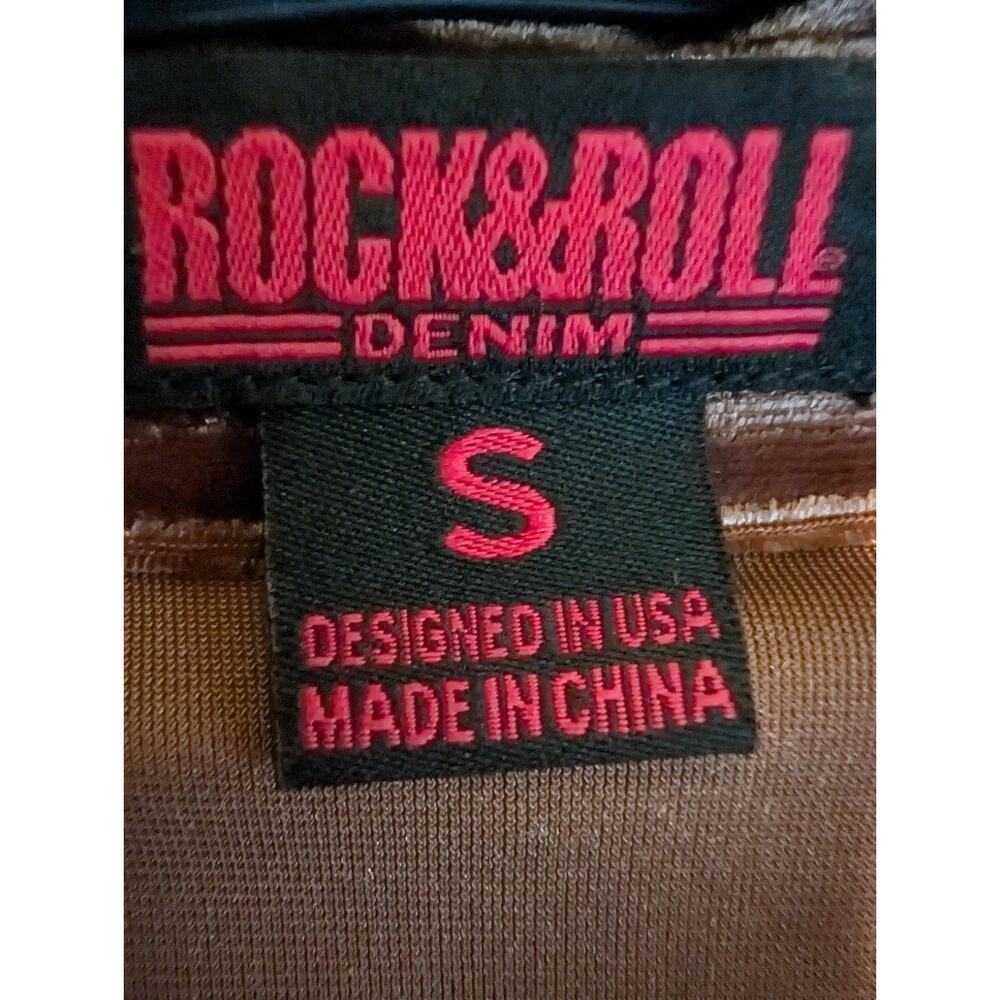 ROCK&ROLL®
DENIM
S
DESIGNED IN USA
MADE IN CHINA